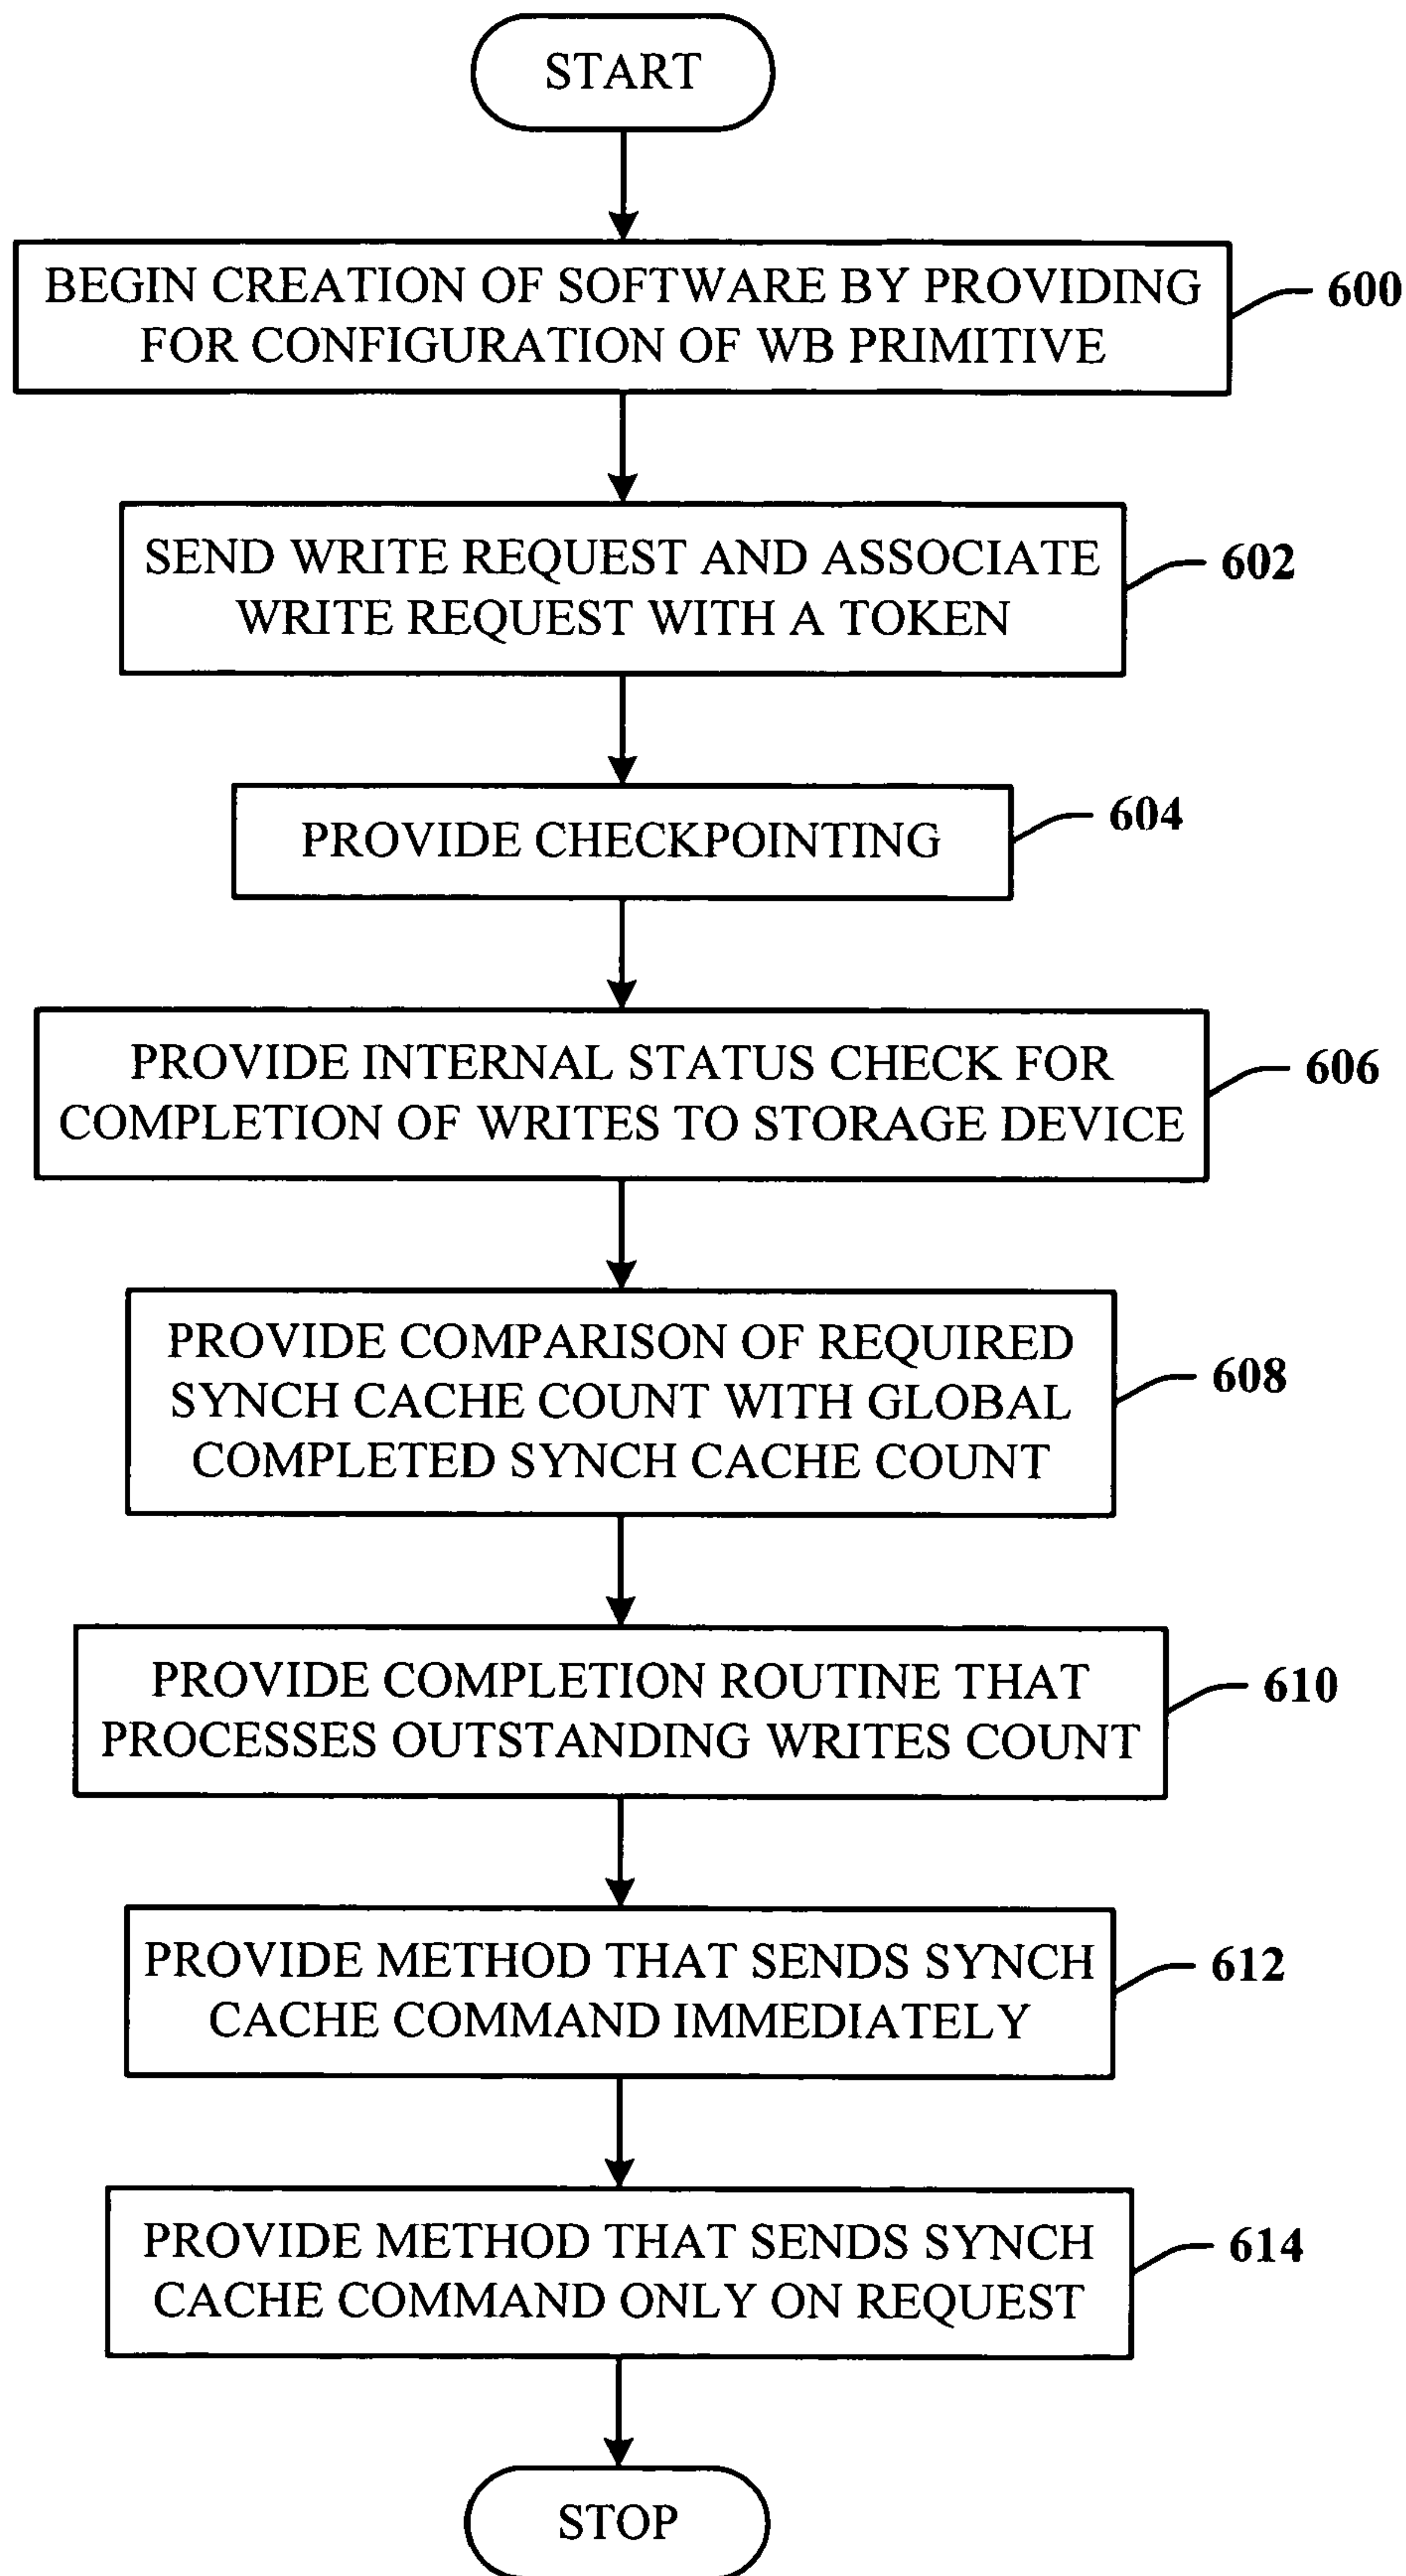 START
BEGIN CREATION OF SOFTWARE BY PROVIDING
FOR CONFIGURATION OF WB PRIMITIVE
600
SEND WRITE REQUEST AND ASSOCIATE
WRITE REQUEST WITH A TOKEN
602
PROVIDE CHECKPOINTING
604
PROVIDE INTERNAL STATUS CHECK FOR
COMPLETION OF WRITES TO STORAGE DEVICE
606
PROVIDE COMPARISON OF REQUIRED
SYNCH CACHE COUNT WITH GLOBAL
COMPLETED SYNCH CACHE COUNT
608
PROVIDE COMPLETION ROUTINE THAT
PROCESSES OUTSTANDING WRITES COUNT
610
PROVIDE METHOD THAT SENDS SYNCH
CACHE COMMAND IMMEDIATELY
612
PROVIDE METHOD THAT SENDS SYNCH
CACHE COMMAND ONLY ON REQUEST
614
STOP